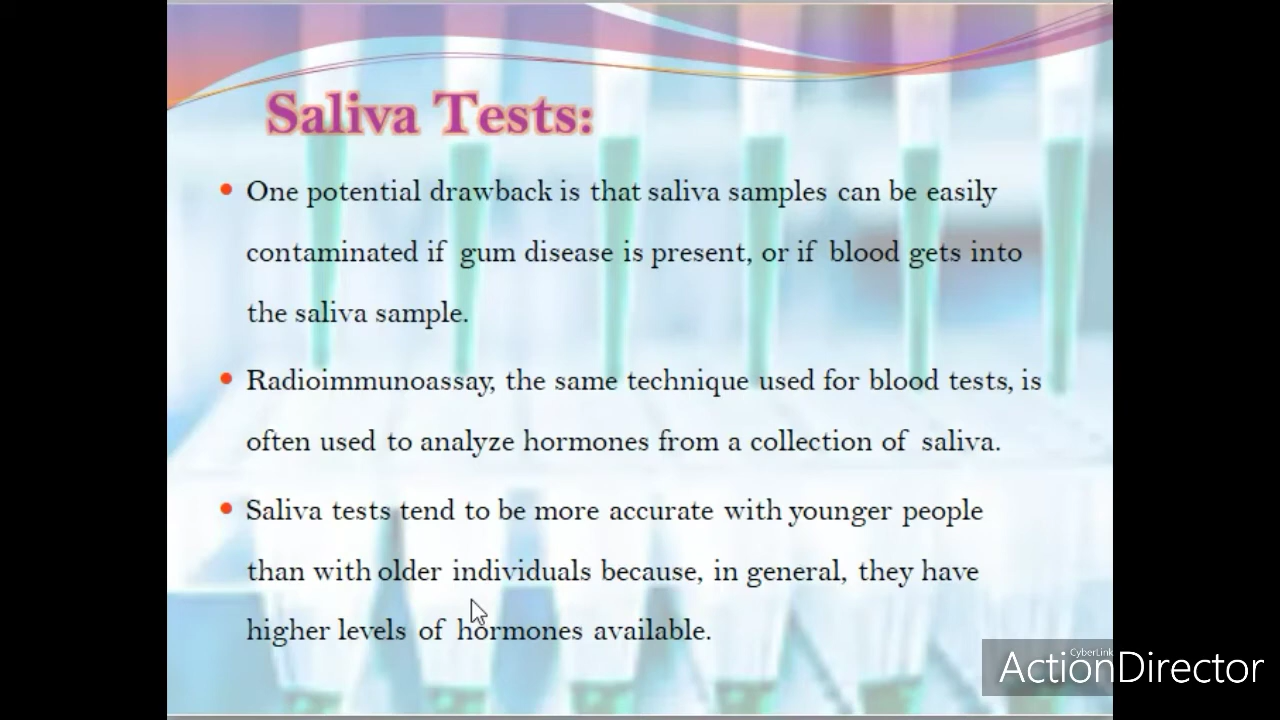 Saliva Tests:
• One potential drawback is that saliva samples can be easily
contaminated if gum disease is present, or if blood gets into
the saliva sample.
• Radioimmunoassay, the same technique used for blood tests, is
often used to analyze hormones from a collection of saliva.
• Saliva tests tend to be more accurate with younger people
than with older individuals because, in general, they have
higher levels of hormones available.
CyberLink
ActionDirector